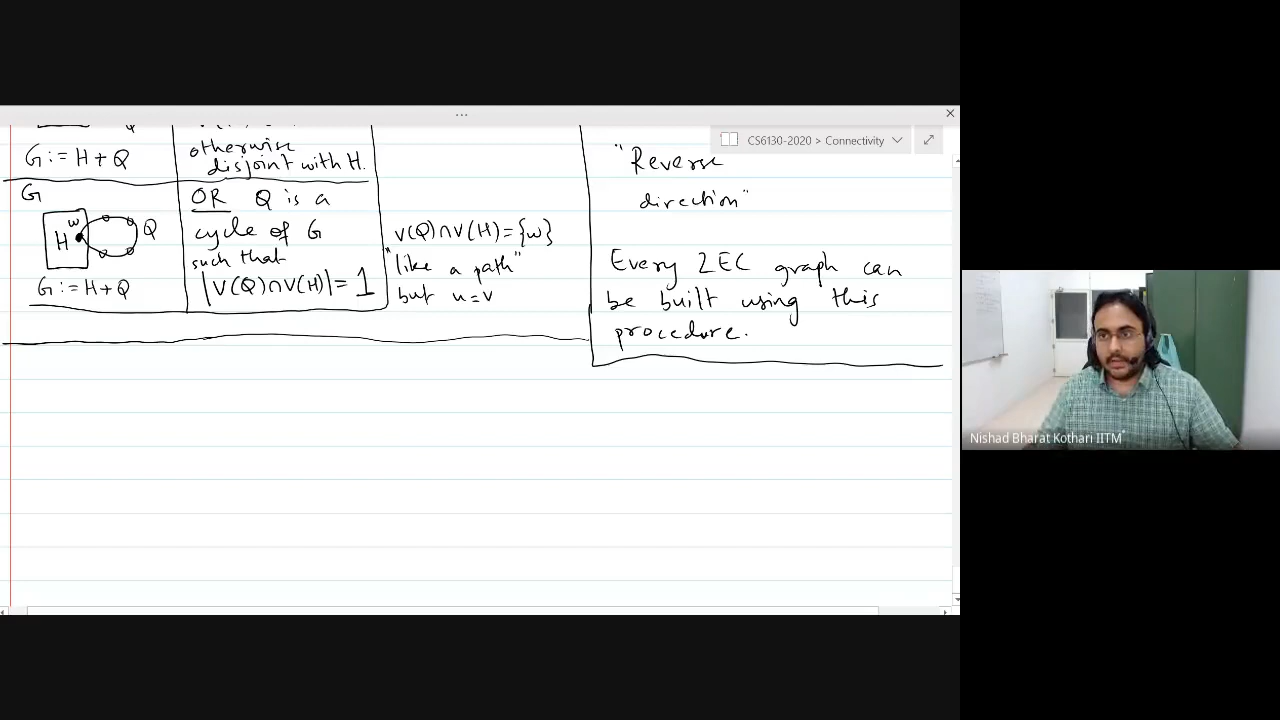 CS6130-2020 > Connectivity
G := H + Q
otherwise
disjoint with H.
"Reverse
direction"
G
w
H
Q
G := H + Q
OR Q is a
cycle of G
such that
|V(Q)∩V(H)| = 1
V(Q)∩V(H) = {w}
"like a path"
but u=v
Every 2EC graph can
be built using this
procedure.
Nishad Bharat Kothari IITM